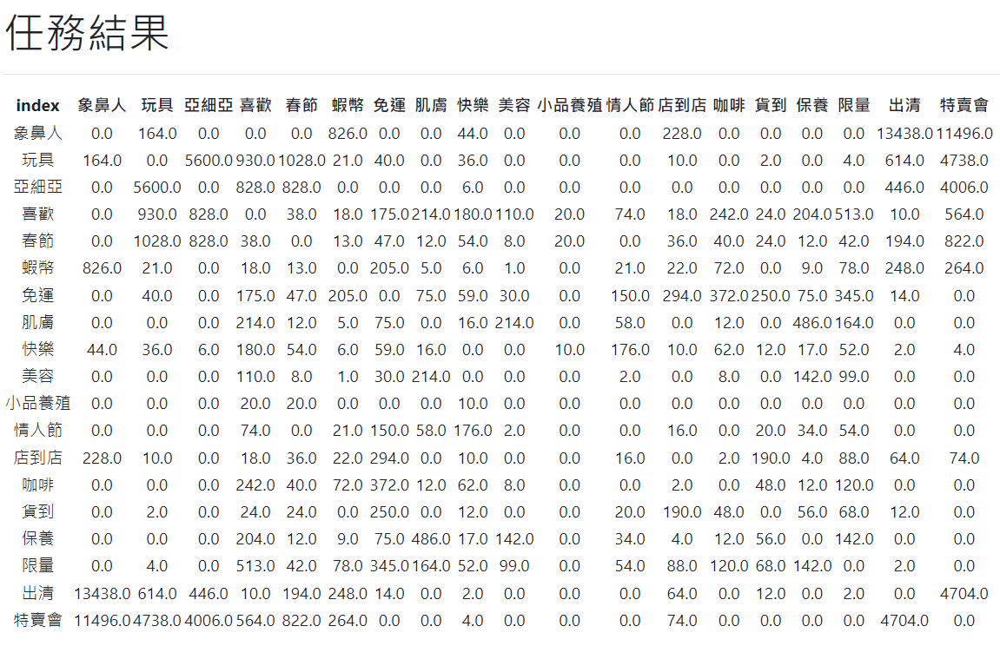 任務結果
index 象鼻人 玩具 亞細亞 喜歡 春節 蝦幣 免運 肌膚 快樂 美容 小品養殖 情人節 店到店 咖啡 貨到 保養 限量 出清 特賣會
象鼻人 0.0 164.0 0.0 0.0 0.0 826.0 0.0 0.0 44.0 0.0 0.0 0.0 228.0 0.0 0.0 0.0 0.0 13438.0 11496.0
玩具 164.0 0.0 5600.0 930.0 1028.0 21.0 40.0 0.0 36.0 0.0 0.0 0.0 10.0 0.0 2.0 0.0 4.0 614.0 4738.0
亞細亞 0.0 5600.0 0.0 828.0 828.0 0.0 0.0 0.0 6.0 0.0 0.0 0.0 0.0 0.0 0.0 0.0 0.0 446.0 4006.0
喜歡 0.0 930.0 828.0 0.0 38.0 18.0 175.0 214.0 180.0 110.0 20.0 74.0 18.0 242.0 24.0 204.0 513.0 10.0 564.0
春節 0.0 1028.0 828.0 38.0 0.0 13.0 47.0 12.0 54.0 8.0 20.0 0.0 36.0 40.0 24.0 12.0 42.0 194.0 822.0
蝦幣 826.0 21.0 0.0 18.0 13.0 0.0 205.0 5.0 6.0 1.0 0.0 21.0 22.0 72.0 0.0 9.0 78.0 248.0 264.0
免運 0.0 40.0 0.0 175.0 47.0 205.0 0.0 75.0 59.0 30.0 0.0 150.0 294.0 372.0 250.0 75.0 345.0 14.0 0.0
肌膚 0.0 0.0 0.0 214.0 12.0 5.0 75.0 0.0 16.0 214.0 0.0 58.0 0.0 12.0 0.0 486.0 164.0 0.0 0.0
快樂 44.0 36.0 6.0 180.0 54.0 6.0 59.0 16.0 0.0 0.0 10.0 176.0 10.0 62.0 12.0 17.0 52.0 2.0 4.0
美容 0.0 0.0 0.0 110.0 8.0 1.0 30.0 214.0 0.0 0.0 0.0 2.0 0.0 8.0 0.0 142.0 99.0 0.0 0.0
小品養殖 0.0 0.0 0.0 20.0 20.0 0.0 0.0 0.0 10.0 0.0 0.0 0.0 0.0 0.0 0.0 0.0 0.0 0.0 0.0
情人節 0.0 0.0 0.0 74.0 0.0 21.0 150.0 58.0 176.0 2.0 0.0 0.0 16.0 0.0 20.0 34.0 54.0 0.0 0.0
店到店 228.0 10.0 0.0 18.0 36.0 22.0 294.0 0.0 10.0 0.0 0.0 16.0 0.0 2.0 190.0 4.0 88.0 64.0 74.0
咖啡 0.0 0.0 0.0 242.0 40.0 72.0 372.0 12.0 62.0 8.0 0.0 0.0 2.0 0.0 48.0 12.0 120.0 0.0 0.0
貨到 0.0 2.0 0.0 24.0 24.0 0.0 250.0 0.0 12.0 0.0 0.0 20.0 190.0 48.0 0.0 56.0 68.0 12.0 0.0
保養 0.0 0.0 0.0 204.0 12.0 9.0 75.0 486.0 17.0 142.0 0.0 34.0 4.0 12.0 56.0 0.0 142.0 0.0 0.0
限量 0.0 4.0 0.0 513.0 42.0 78.0 345.0 164.0 52.0 99.0 0.0 54.0 88.0 120.0 68.0 142.0 0.0 2.0 0.0
出清 13438.0 614.0 446.0 10.0 194.0 248.0 14.0 0.0 2.0 0.0 0.0 0.0 64.0 0.0 12.0 0.0 2.0 0.0 4704.0
特賣會 11496.0 4738.0 4006.0 564.0 822.0 264.0 0.0 0.0 4.0 0.0 0.0 0.0 74.0 0.0 0.0 0.0 0.0 4704.0 0.0